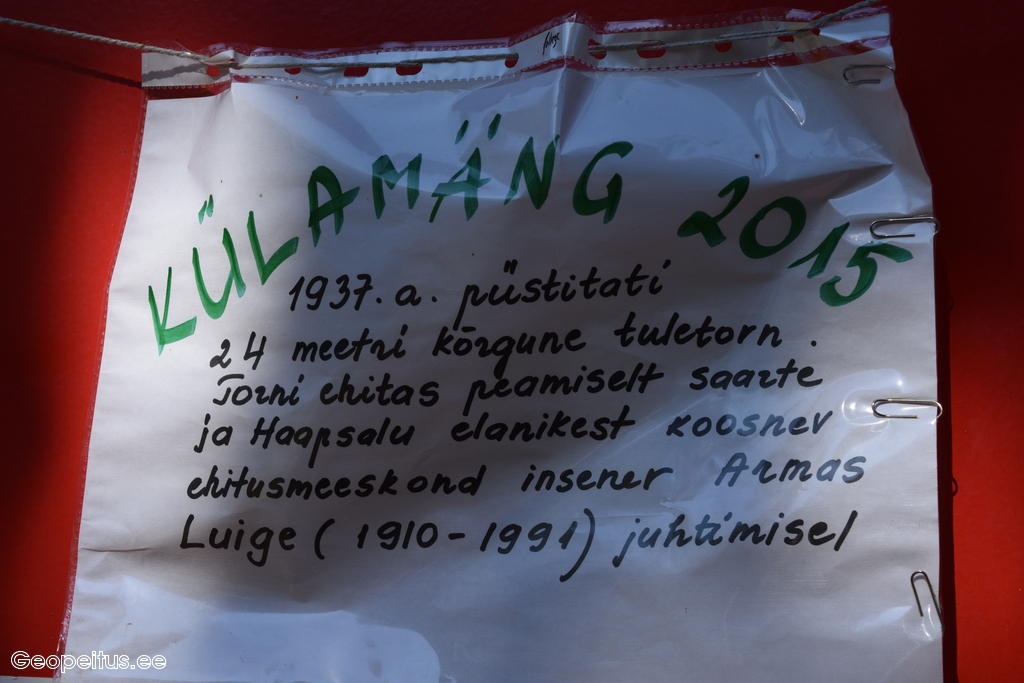 KÜLAMÄNG 2015
1937. a. püstitati
24 meetri kõrgune tuletorn.
Torni ehitas peamiselt saarte
ja Haapsalu elanikest koosnev
ehitusmeeskond insener Armas
Luige (1910-1991) juhtimisel
Geopeitus.ee